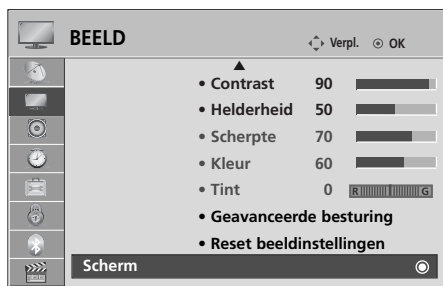 BEELD
Verpl. OK
• Contrast 90
• Helderheid 50
• Scherpte 70
• Kleur 60
• Tint 0 R G
• Geavanceerde besturing
• Reset beeldinstellingen
Scherm